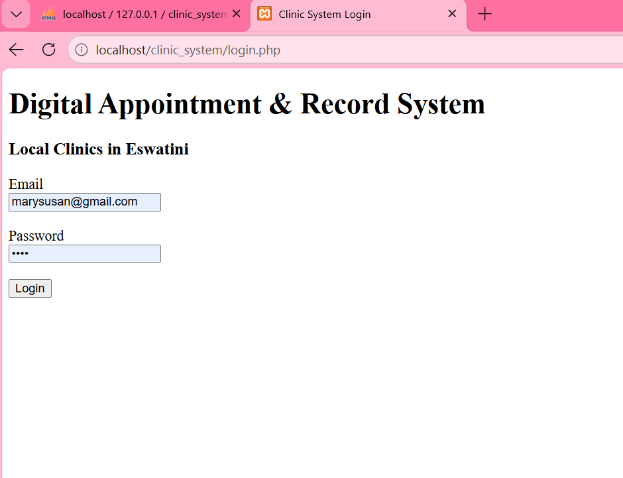 localhost / 127.0.0.1 / clinic_system
Clinic System Login
localhost/clinic_system/login.php
Digital Appointment & Record System
Local Clinics in Eswatini
Email
marysusan@gmail.com
Password
••••
Login